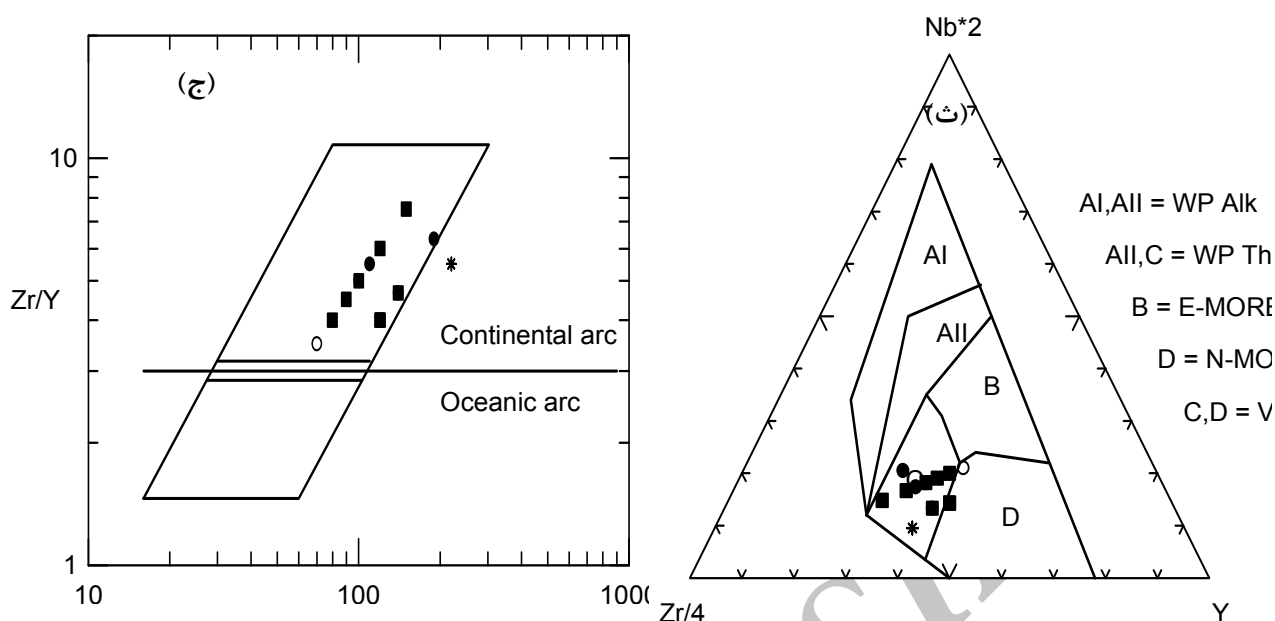 (ج)
10
Zr/Y
Continental arc
Oceanic arc
1
10
100
1000
Nb*2
(ث)
AI,AII = WP Alk
AII,C = WP Th
B = E-MORB
D = N-MO
C,D = V
AI
AII
B
D
Zr/4
Y